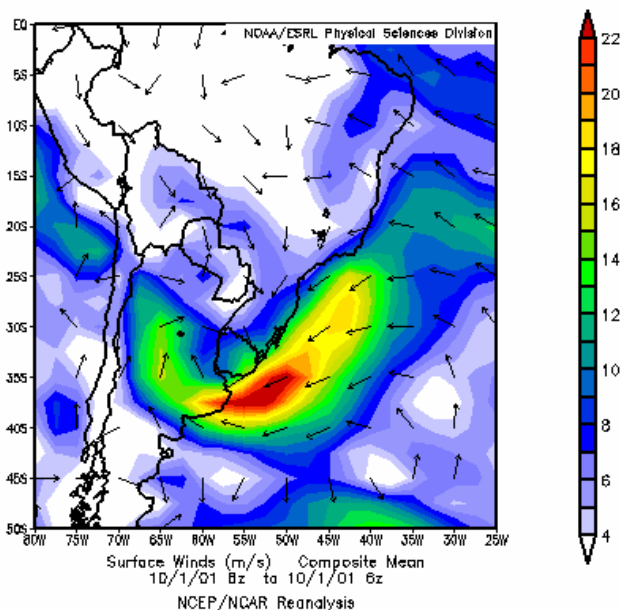 NOAA/ESRL Physical Sciences Division
EQ
5S
10S
15S
20S
25S
30S
35S
40S
45S
50S
80W 75W 70W 65W 60W 55W 50W 45W 40W 35W 30W 25W
22
20
18
16
14
12
10
8
6
4
Surface Winds (m/s) Composite Mean
10/1/01 8z to 10/1/01 6z
NCEP/NCAR Reanalysis